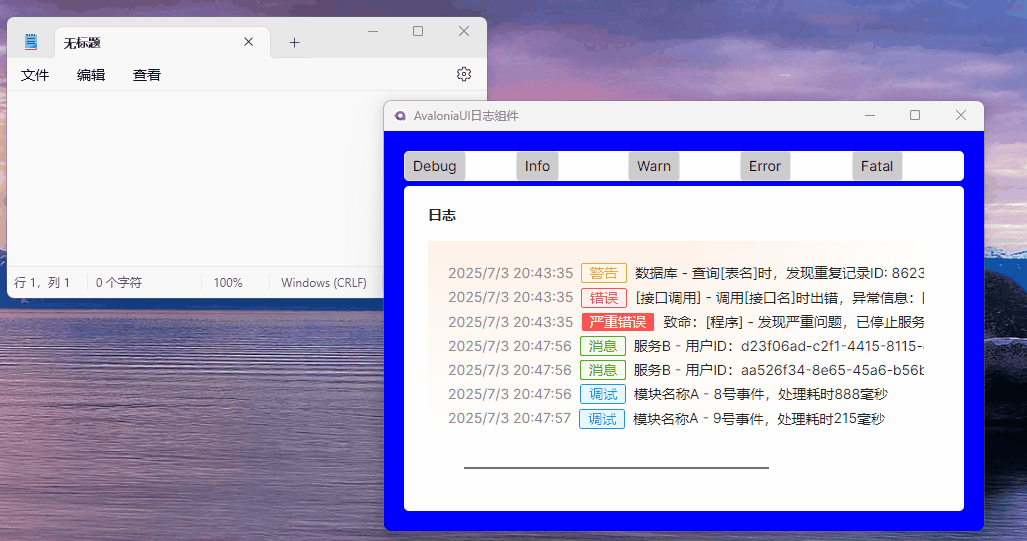 无标题
文件 编辑 查看
行 1，列 1 0 个字符 100% Windows (CRLF)
AvaloniaUI日志组件
Debug Info Warn Error Fatal
日志
2025/7/3 20:43:35 警告 数据库 - 查询[表名]时，发现重复记录ID: 8623
2025/7/3 20:43:35 错误 [接口调用] - 调用[接口名]时出错，异常信息：[
2025/7/3 20:43:35 严重错误 致命：[程序] - 发现严重问题，已停止服务
2025/7/3 20:47:56 消息 服务B - 用户ID：d23f06ad-c2f1-4415-8115-
2025/7/3 20:47:56 消息 服务B - 用户ID：aa526f34-8e65-45a6-b56b
2025/7/3 20:47:56 调试 模块名称A - 8号事件，处理耗时888毫秒
2025/7/3 20:47:57 调试 模块名称A - 9号事件，处理耗时215毫秒